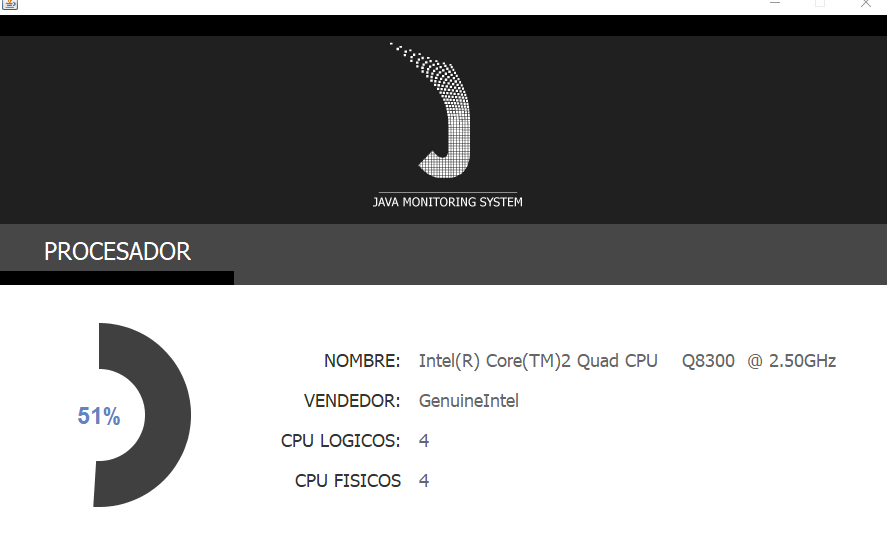 JAVA MONITORING SYSTEM
PROCESADOR
51%
NOMBRE: Intel(R) Core(TM)2 Quad CPU Q8300 @ 2.50GHz
VENDEDOR: GenuineIntel
CPU LOGICOS: 4
CPU FISICOS 4